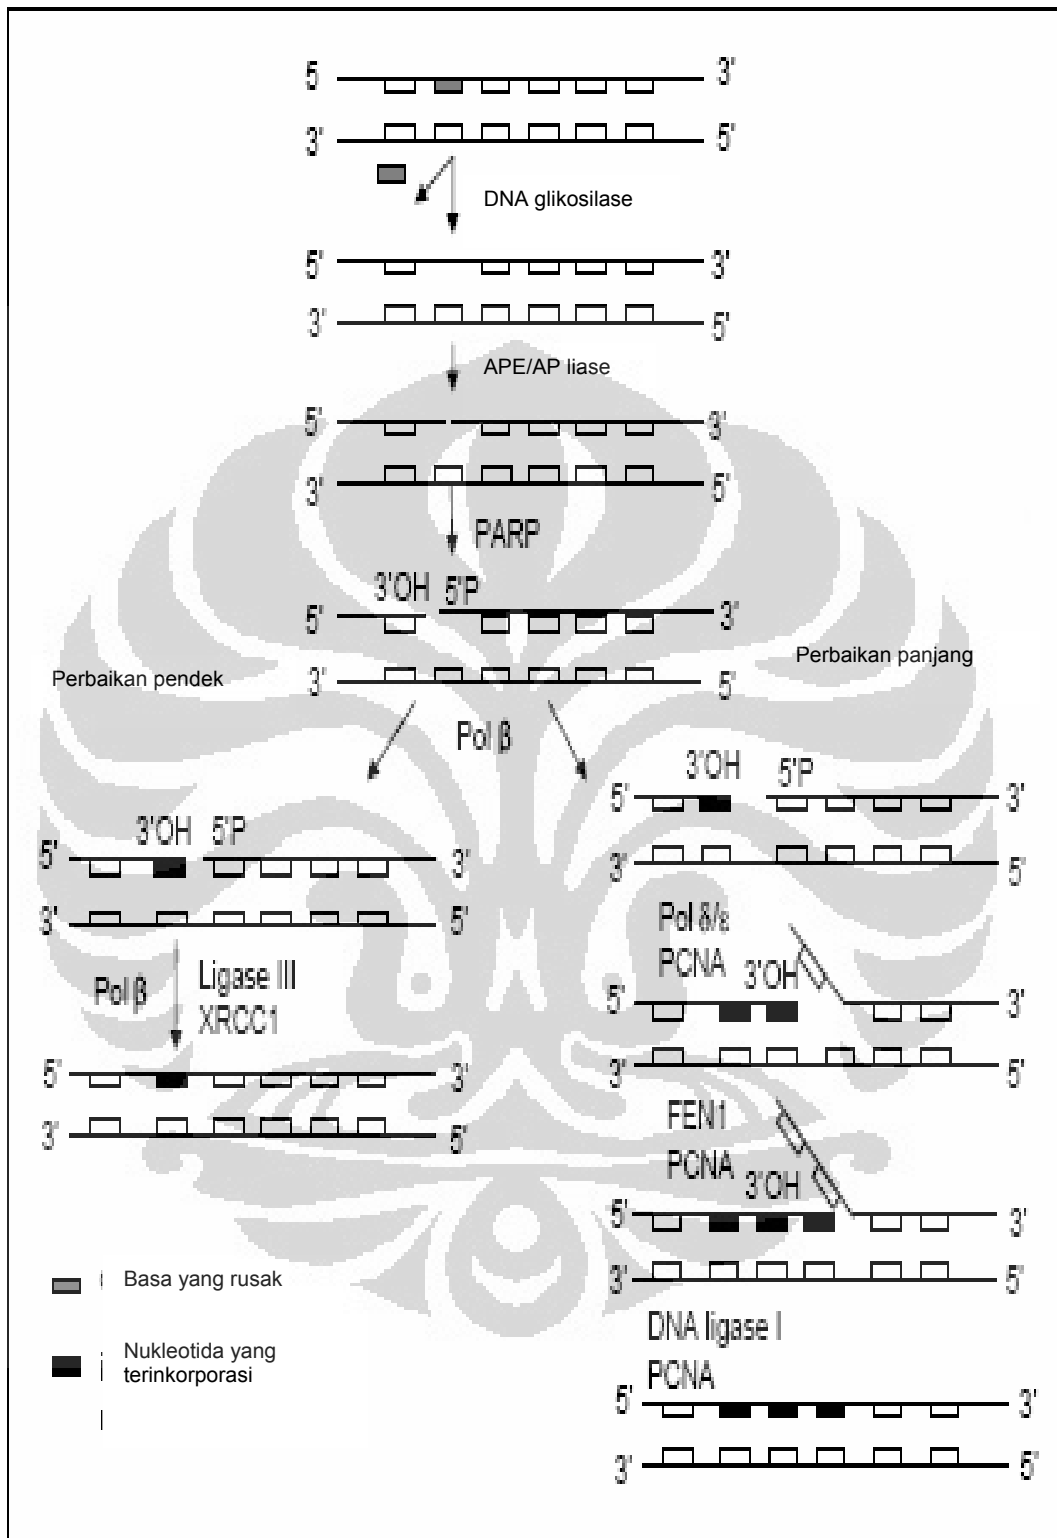 5 3'
3' 5'
DNA glikosilase
5' 3'
3' 5'
APE/AP liase
5' 3'
3' 5'
PARP
3'OH 5'P
5' 3'
3' 5'
Perbaikan pendek
Perbaikan panjang
Pol β
3'OH 5'P
5' 3'
3' 5'
Pol β
Ligase III
XRCC1
5' 3'
3' 5'
3'OH 5'P
5' 3'
3' 5'
Pol δ/ε
PCNA
3'OH
5' 3'
3' 5'
FEN1
PCNA
3'OH
5' 3'
3' 5'
DNA ligase I
PCNA
5' 3'
3' 5'
Basa yang rusak
Nukleotida yang
terinkorporasi